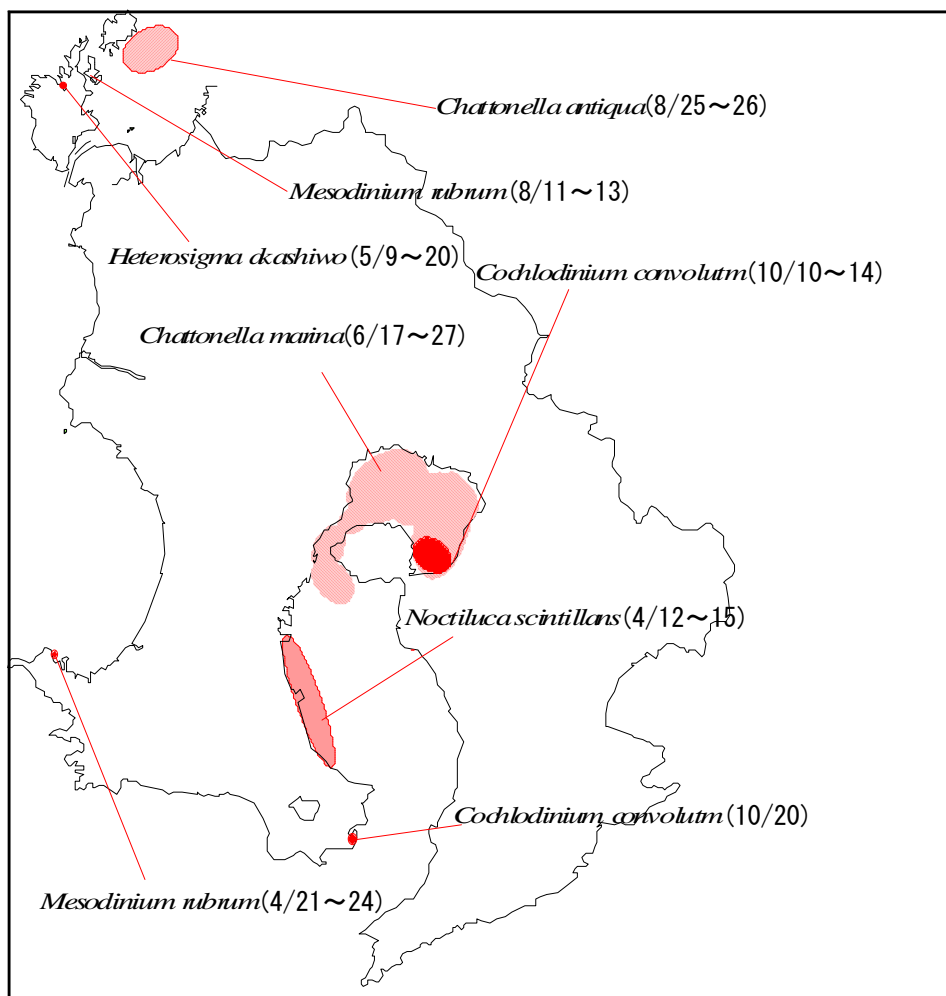 Chattonella antiqua(8/25～26)
Mesodinium rubrum(8/11～13)
Heterosigma akashiwo(5/9～20)
Cochlodinium convolutm(10/10～14)
Chattonella marina(6/17～27)
Noctiluca scintillans(4/12～15)
Cochlodinium convolutm(10/20)
Mesodinium rubrum(4/21～24)